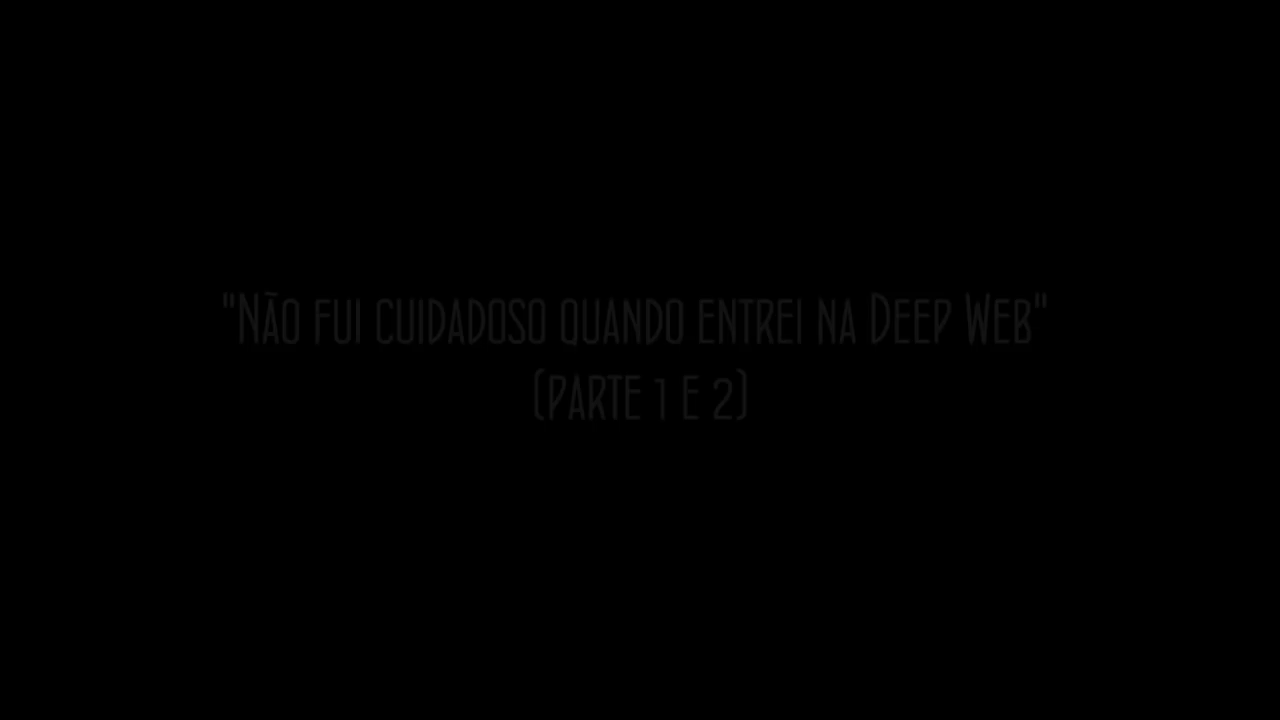 "Não fui cuidadoso quando entrei na Deep Web"
(parte 1 e 2)